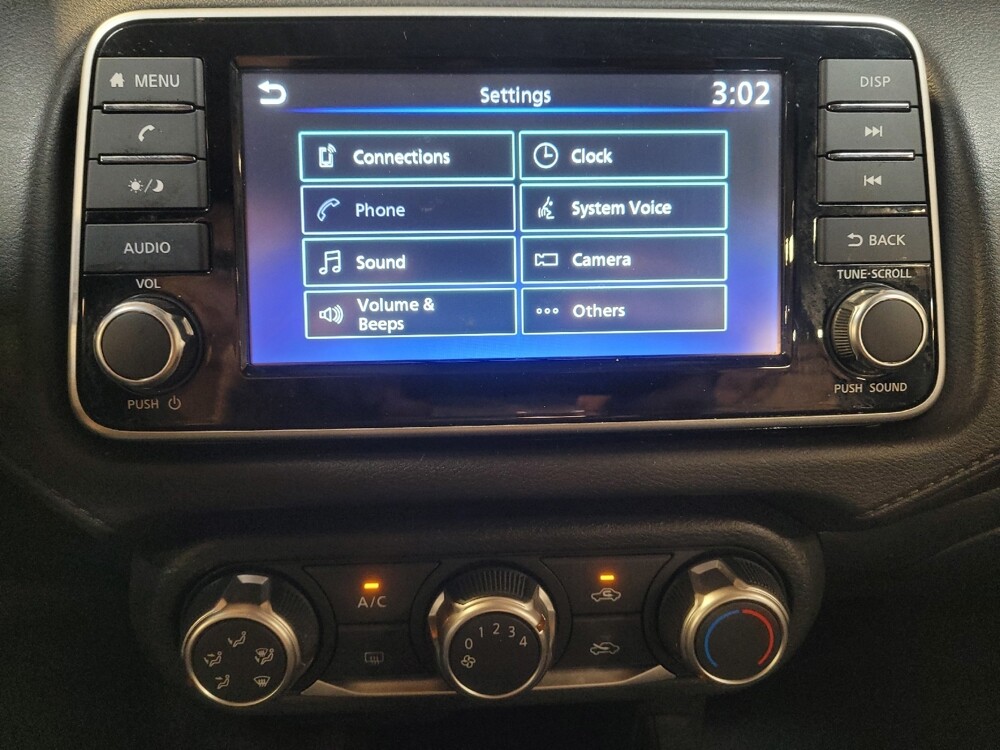 MENU
DISP
Settings
3:02
Connections
Clock
Phone
System Voice
Sound
Camera
Volume &
Beeps
Others
AUDIO
BACK
VOL
TUNE·SCROLL
PUSH
PUSH SOUND
A/C
0 1 2 3 4